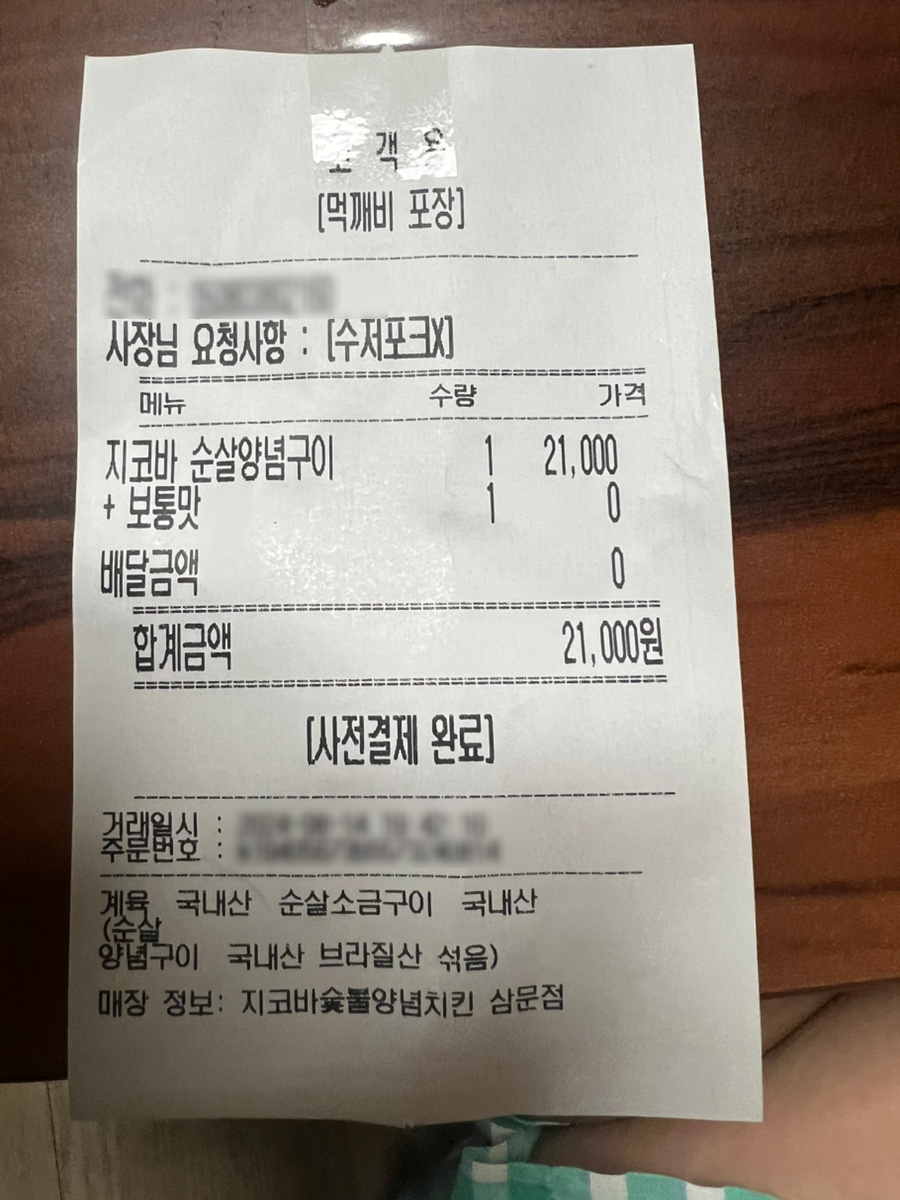 고 객 용
[먹깨비 포장]
사장님 요청사항 : [수저포크X]
메뉴 수량 가격
지코바 순살양념구이 1 21,000
+ 보통맛 1 0
배달금액 0
합계금액 21,000원
[사전결제 완료]
거래일시 :
주문번호 :
계육 국내산 순살소금구이 국내산
(순살
양념구이 국내산 브라질산 섞음)
매장 정보: 지코바숯불양념치킨 삼문점